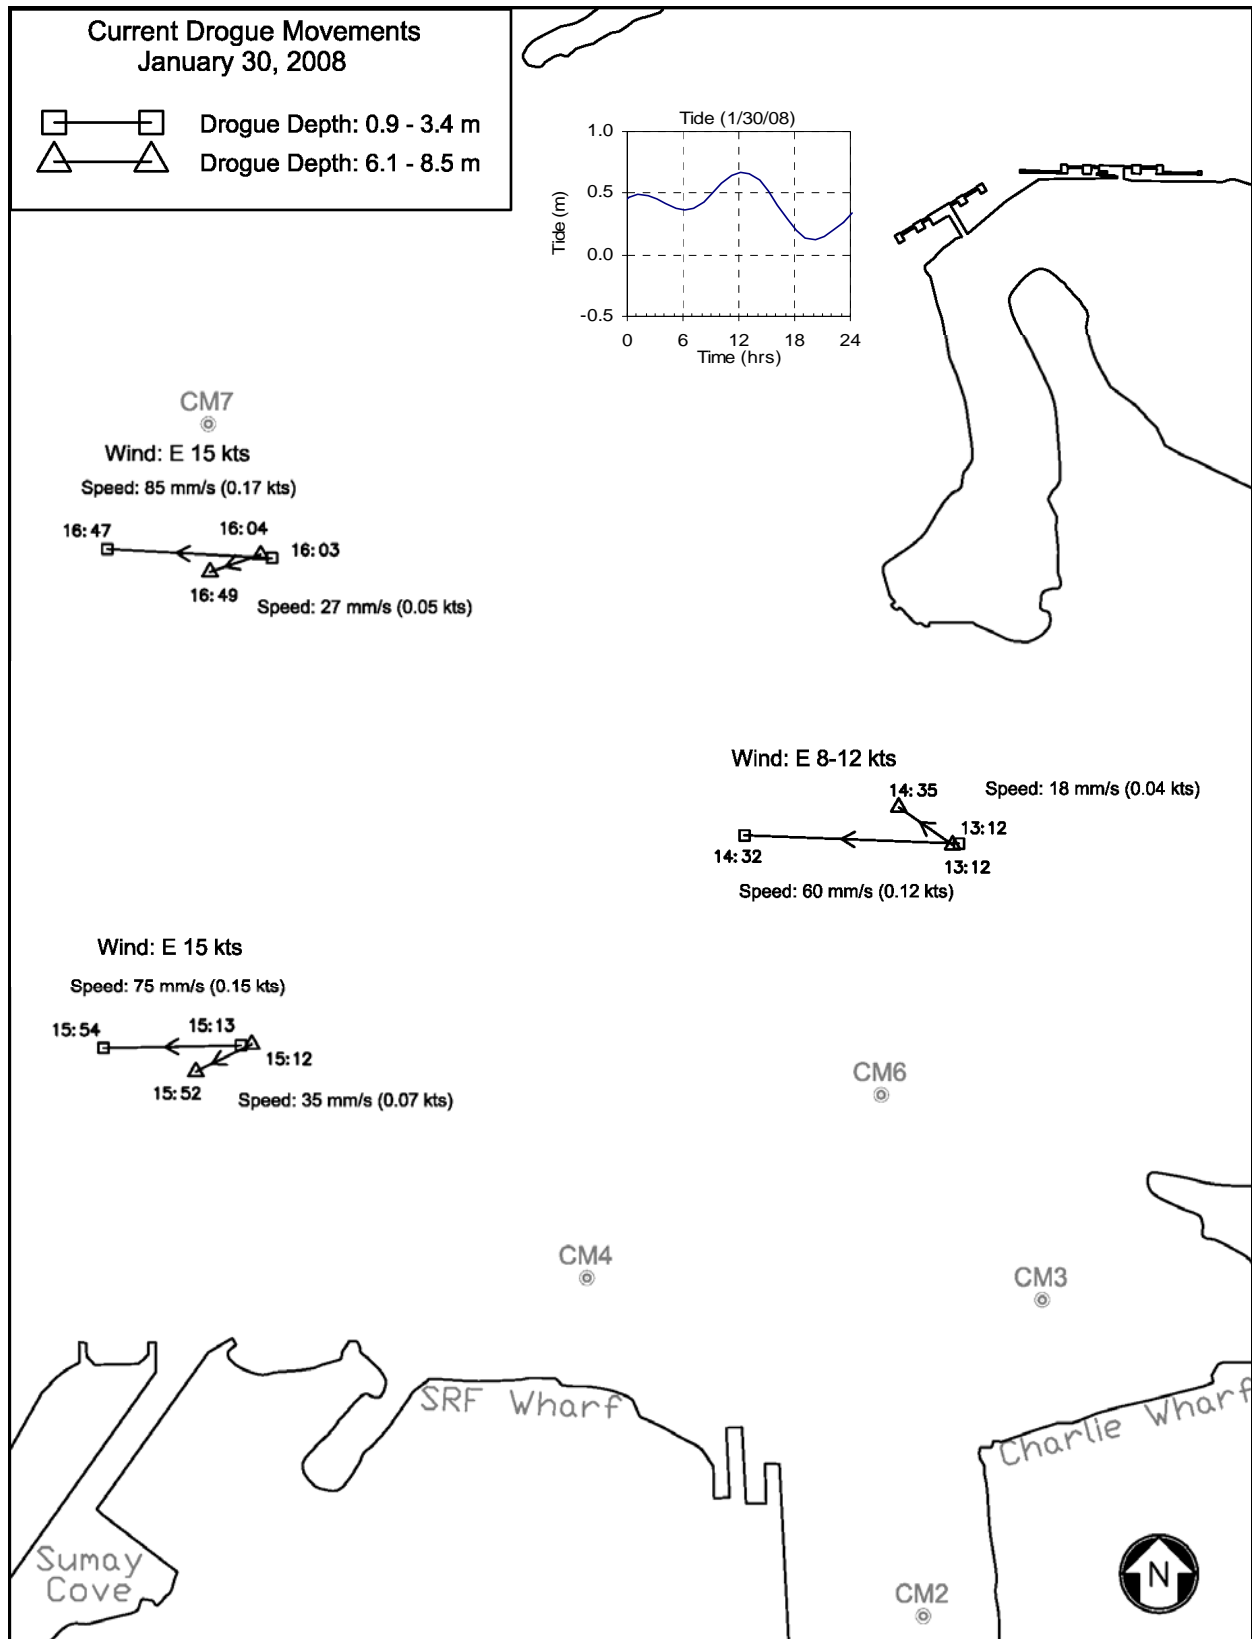 Current Drogue Movements
January 30, 2008
Drogue Depth: 0.9 - 3.4 m
Drogue Depth: 6.1 - 8.5 m
Tide (1/30/08)
1.0
0.5
0.0
-0.5
Tide (m)
0 6 12 18 24
Time (hrs)
CM7
Wind: E 15 kts
Speed: 85 mm/s (0.17 kts)
16:47
16:04
16:03
16:49
Speed: 27 mm/s (0.05 kts)
Wind: E 8-12 kts
14:35
Speed: 18 mm/s (0.04 kts)
13:12
14:32
13:12
Speed: 60 mm/s (0.12 kts)
Wind: E 15 kts
Speed: 75 mm/s (0.15 kts)
15:54
15:13
15:12
15:52
Speed: 35 mm/s (0.07 kts)
CM6
CM4
CM3
SRF Wharf
Charlie Wharf
Sumay
Cove
CM2
N